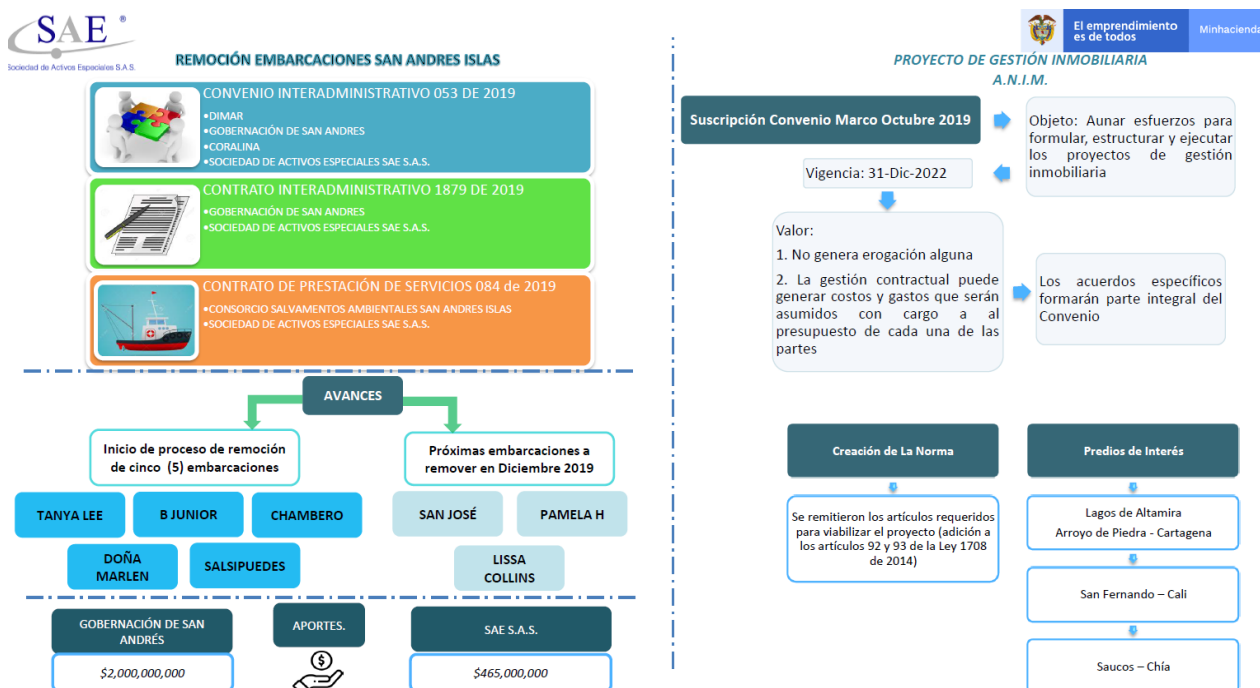 SAE ®
Sociedad de Activos Especiales S.A.S.
El emprendimiento
es de todos
Minhacienda
REMOCIÓN EMBARCACIONES SAN ANDRES ISLAS
CONVENIO INTERADMINISTRATIVO 053 DE 2019
•DIMAR
•GOBERNACIÓN DE SAN ANDRES
•CORALINA
•SOCIEDAD DE ACTIVOS ESPECIALES SAE S.A.S.
CONTRATO INTERADMINISTRATIVO 1879 DE 2019
•GOBERNACIÓN DE SAN ANDRES
•SOCIEDAD DE ACTIVOS ESPECIALES SAE S.A.S.
CONTRATO DE PRESTACIÓN DE SERVICIOS 084 de 2019
•CONSORCIO SALVAMENTOS AMBIENTALES SAN ANDRES ISLAS
•SOCIEDAD DE ACTIVOS ESPECIALES SAE S.A.S.
AVANCES
Inicio de proceso de remoción
de cinco (5) embarcaciones
Próximas embarcaciones a
remover en Diciembre 2019
TANYA LEE
B JUNIOR
CHAMBERO
SAN JOSÉ
PAMELA H
DOÑA
MARLEN
SALSIPUEDES
LISSA
COLLINS
GOBERNACIÓN DE SAN
ANDRÉS
APORTES.
SAE S.A.S.
$2,000,000,000
$465,000,000
PROYECTO DE GESTIÓN INMOBILIARIA
A.N.I.M.
Suscripción Convenio Marco Octubre 2019
Objeto: Aunar esfuerzos para
formular, estructurar y ejecutar
los proyectos de gestión
inmobiliaria
Vigencia: 31-Dic-2022
Valor:
1. No genera erogación alguna
2. La gestión contractual puede
generar costos y gastos que serán
asumidos con cargo a al
presupuesto de cada una de las
partes
Los acuerdos específicos
formarán parte integral del
Convenio
Creación de La Norma
Se remitieron los artículos requeridos
para viabilizar el proyecto (adición a
los artículos 92 y 93 de la Ley 1708
de 2014)
Predios de Interés
Lagos de Altamira
Arroyo de Piedra - Cartagena
San Fernando – Cali
Saucos – Chía